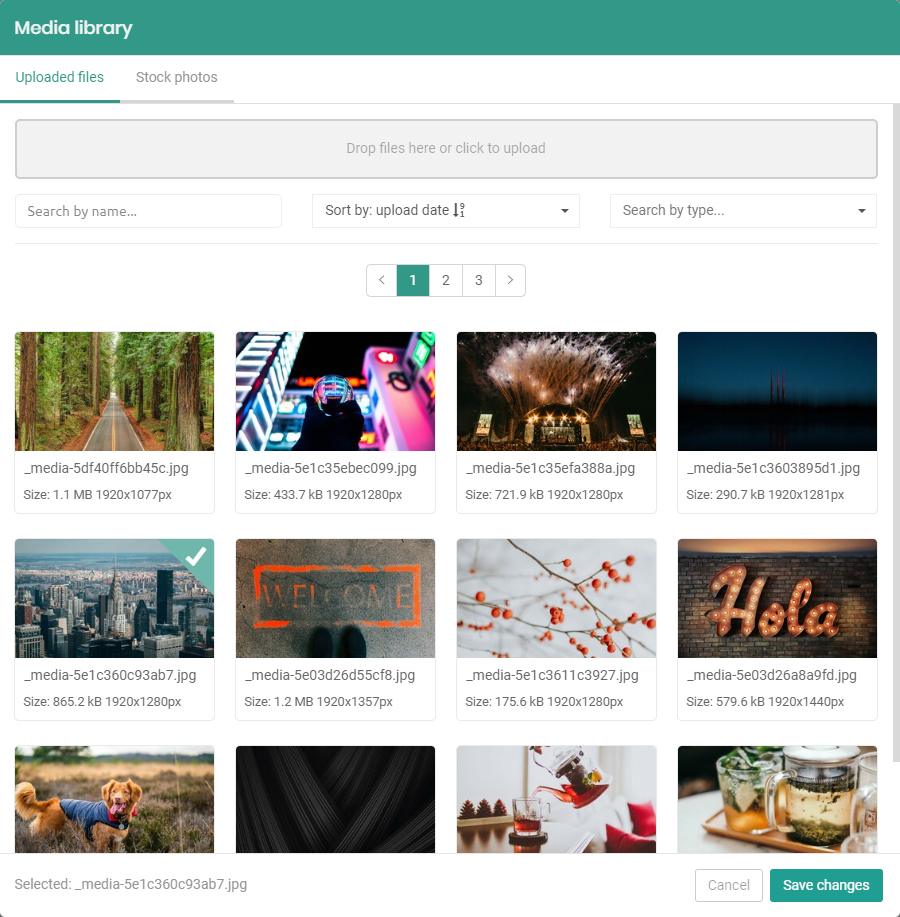 Media library
Uploaded files Stock photos
Drop files here or click to upload
Search by name... Sort by: upload date Search by type...
1 2 3
_media-5df40ff6bb45c.jpg _media-5e1c35ebec099.jpg _media-5e1c35efa388a.jpg _media-5e1c3603895d1.jpg
Size: 1.1 MB 1920x1077px Size: 433.7 kB 1920x1280px Size: 721.9 kB 1920x1280px Size: 290.7 kB 1920x1281px
WELCOME Hola
_media-5e1c360c93ab7.jpg _media-5e03d26d55cf8.jpg _media-5e1c3611c3927.jpg _media-5e03d26a8a9fd.jpg
Size: 865.2 kB 1920x1280px Size: 1.2 MB 1920x1357px Size: 175.6 kB 1920x1280px Size: 579.6 kB 1920x1440px
Selected: _media-5e1c360c93ab7.jpg Cancel Save changes